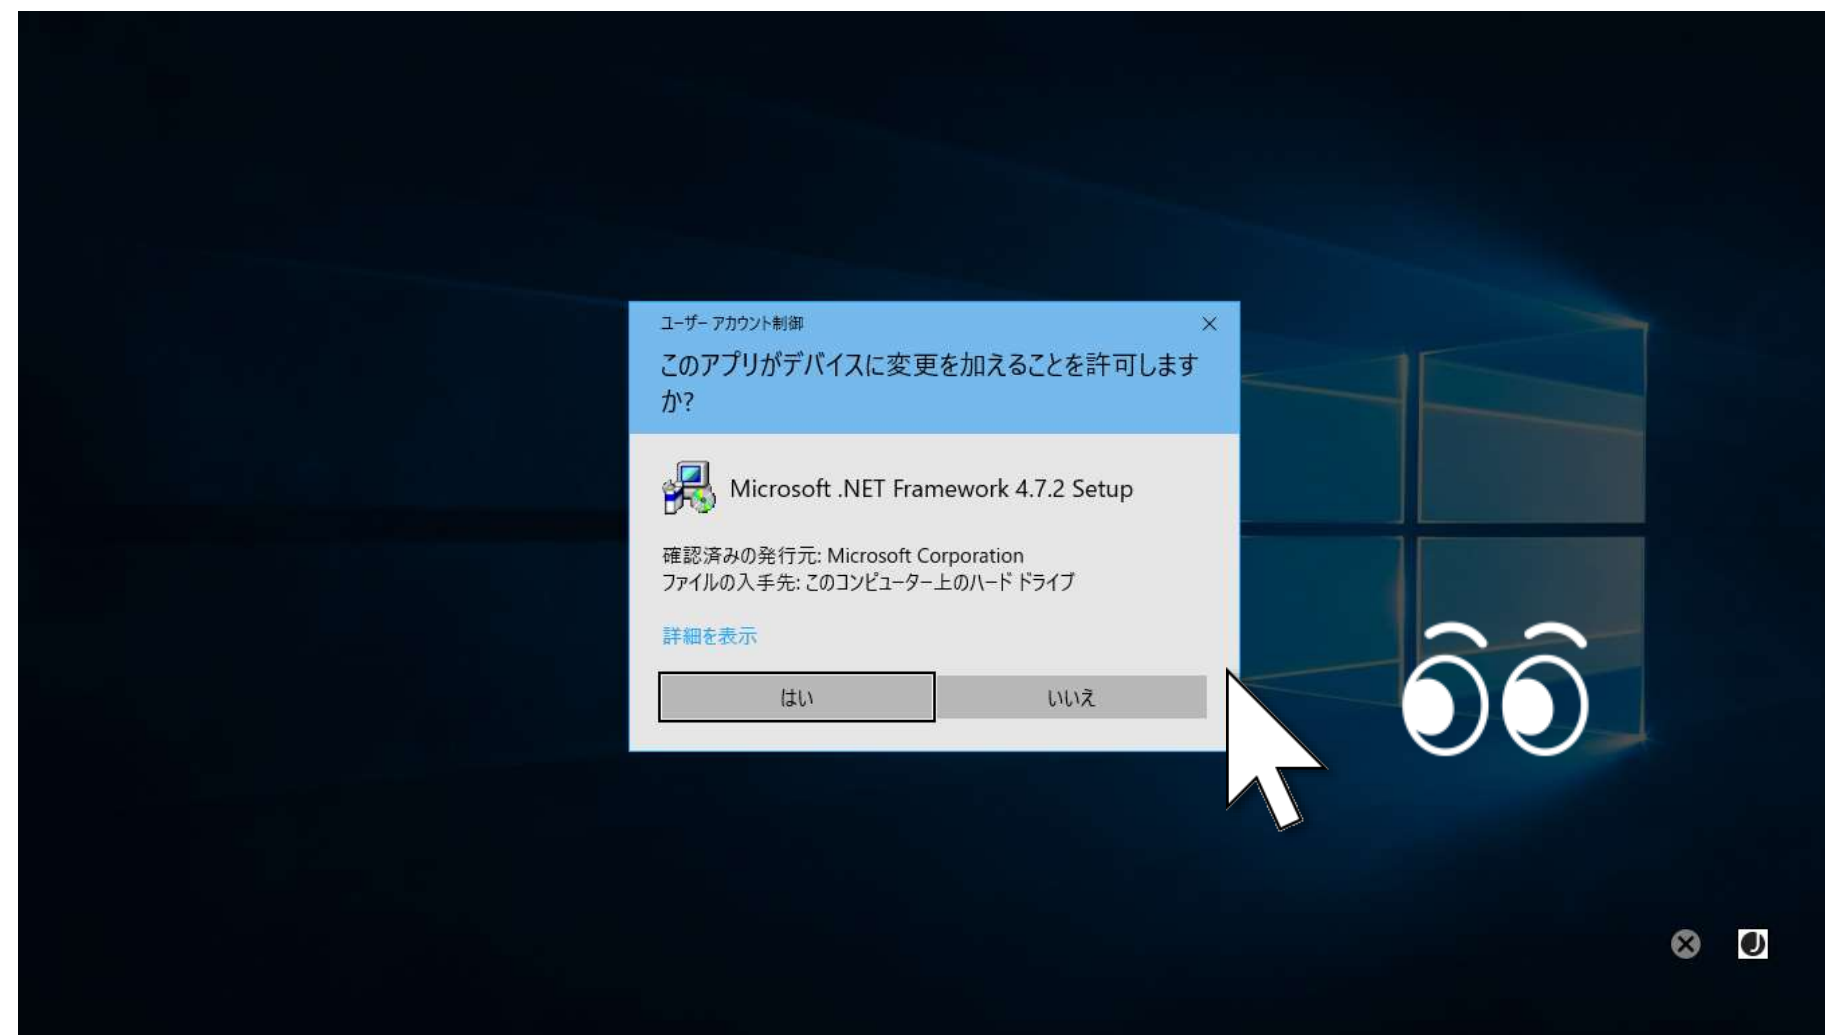 ユーザー アカウント制御
このアプリがデバイスに変更を加えることを許可します
か?
Microsoft .NET Framework 4.7.2 Setup
確認済みの発行元: Microsoft Corporation
ファイルの入手先: このコンピューター上のハード ドライブ
詳細を表示
はい
いいえ